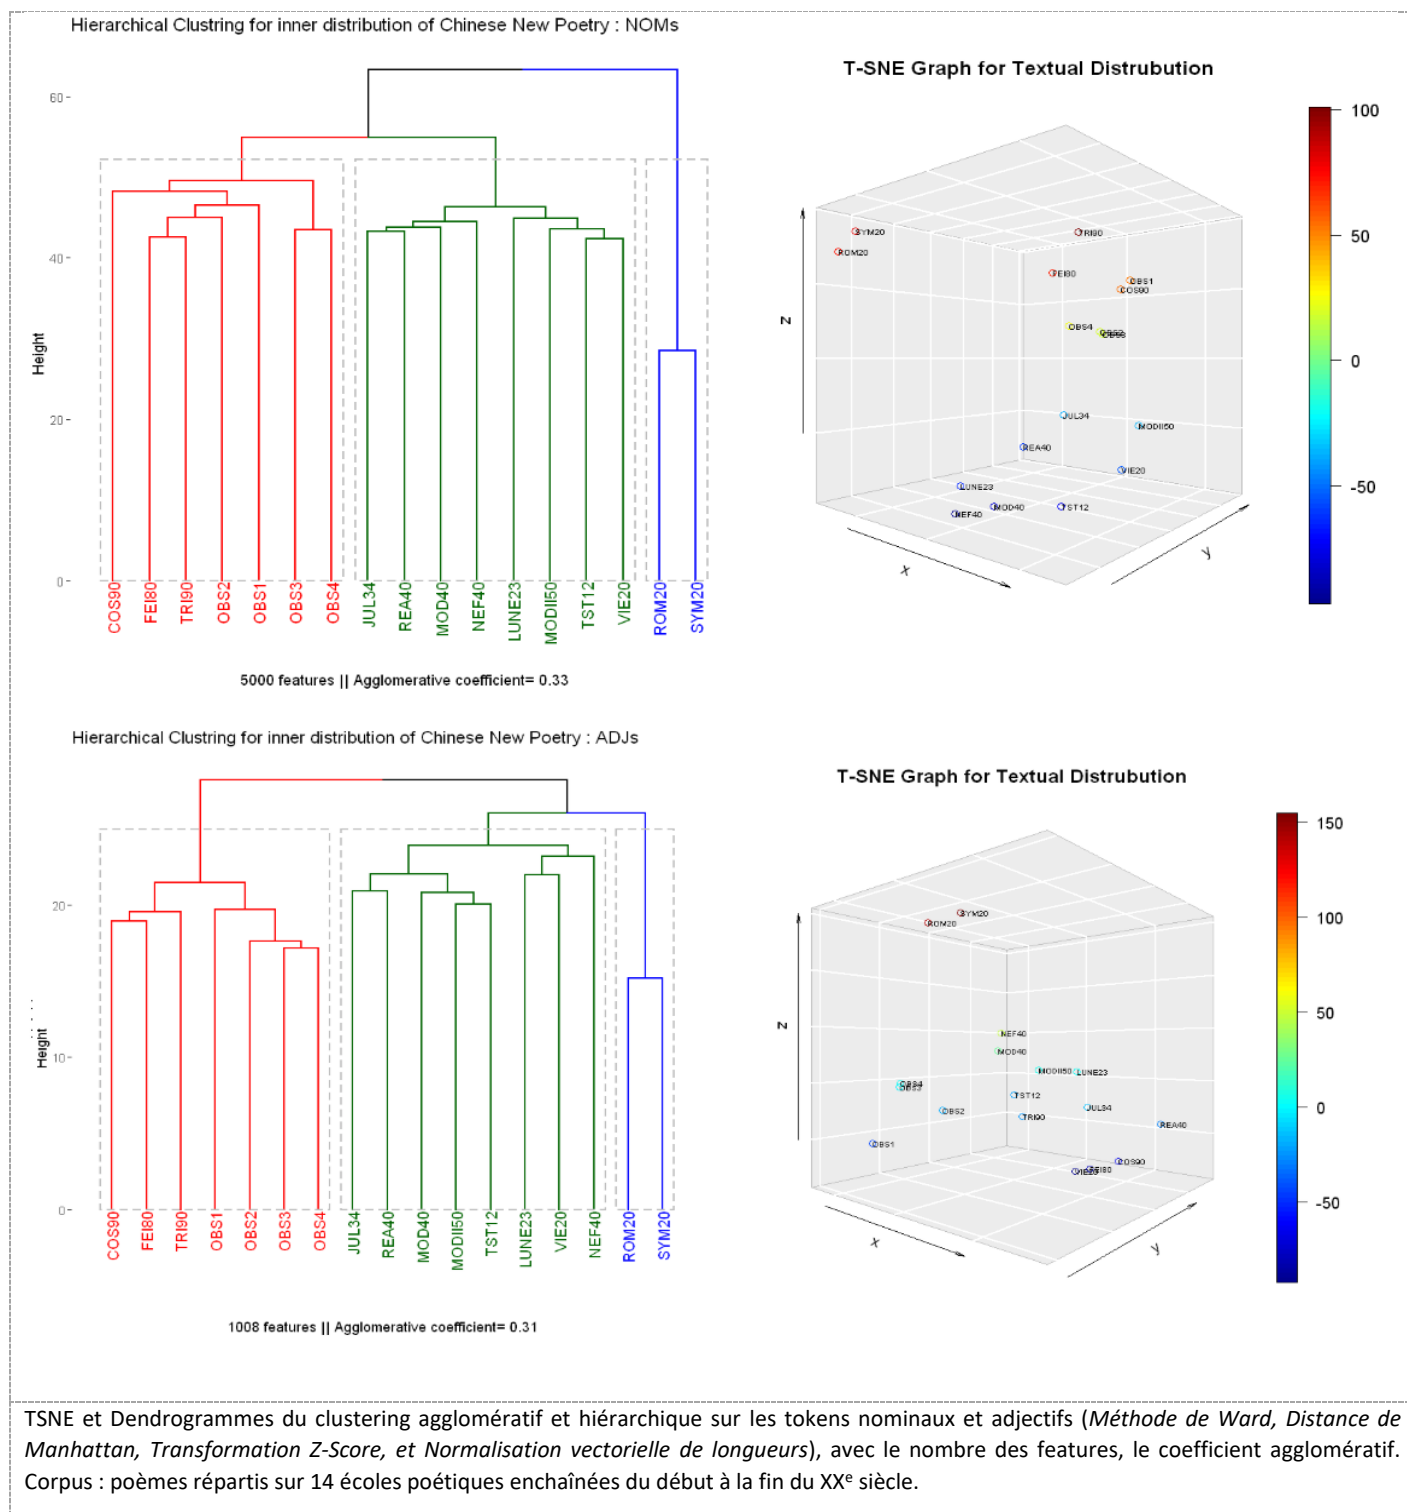 Hierarchical Clustring for inner distribution of Chinese New Poetry : NOMs
60
40
20
0
Height
COS90
FEI80
TRI90
OBS2
OBS1
OBS3
OBS4
JUL34
REA40
MOD40
NEF40
LUNE23
MODII50
TST12
VIE20
ROM20
SYM20
5000 features || Agglomerative coefficient= 0.33
T-SNE Graph for Textual Distrubution
SYM20
ROM20
TRI90
FEI80
OBS1
COS90
OBS4
OBS2
OBS3
JUL34
MODII50
REA40
VIE20
LUNE23
NEF40
MOD40
TST12
z
x
y
100
50
0
-50
Hierarchical Clustring for inner distribution of Chinese New Poetry : ADJs
20
10
0
Height
COS90
FEI80
TRI90
OBS1
OBS2
OBS3
OBS4
JUL34
REA40
MOD40
MODII50
TST12
LUNE23
VIE20
NEF40
ROM20
SYM20
1008 features || Agglomerative coefficient= 0.31
T-SNE Graph for Textual Distrubution
SYM20
ROM20
NEF40
MOD40
MODII50 LUNE23
OBS4
OBS3
TST12
OBS2
TRI90
JUL34
REA40
OBS1
COS90
FEI80
VIE20
z
x
y
150
100
50
0
-50
TSNE et Dendrogrammes du clustering agglomératif et hiérarchique sur les tokens nominaux et adjectifs (Méthode de Ward, Distance de
Manhattan, Transformation Z-Score, et Normalisation vectorielle de longueurs), avec le nombre des features, le coefficient agglomératif.
Corpus : poèmes répartis sur 14 écoles poétiques enchaînées du début à la fin du XXe siècle.